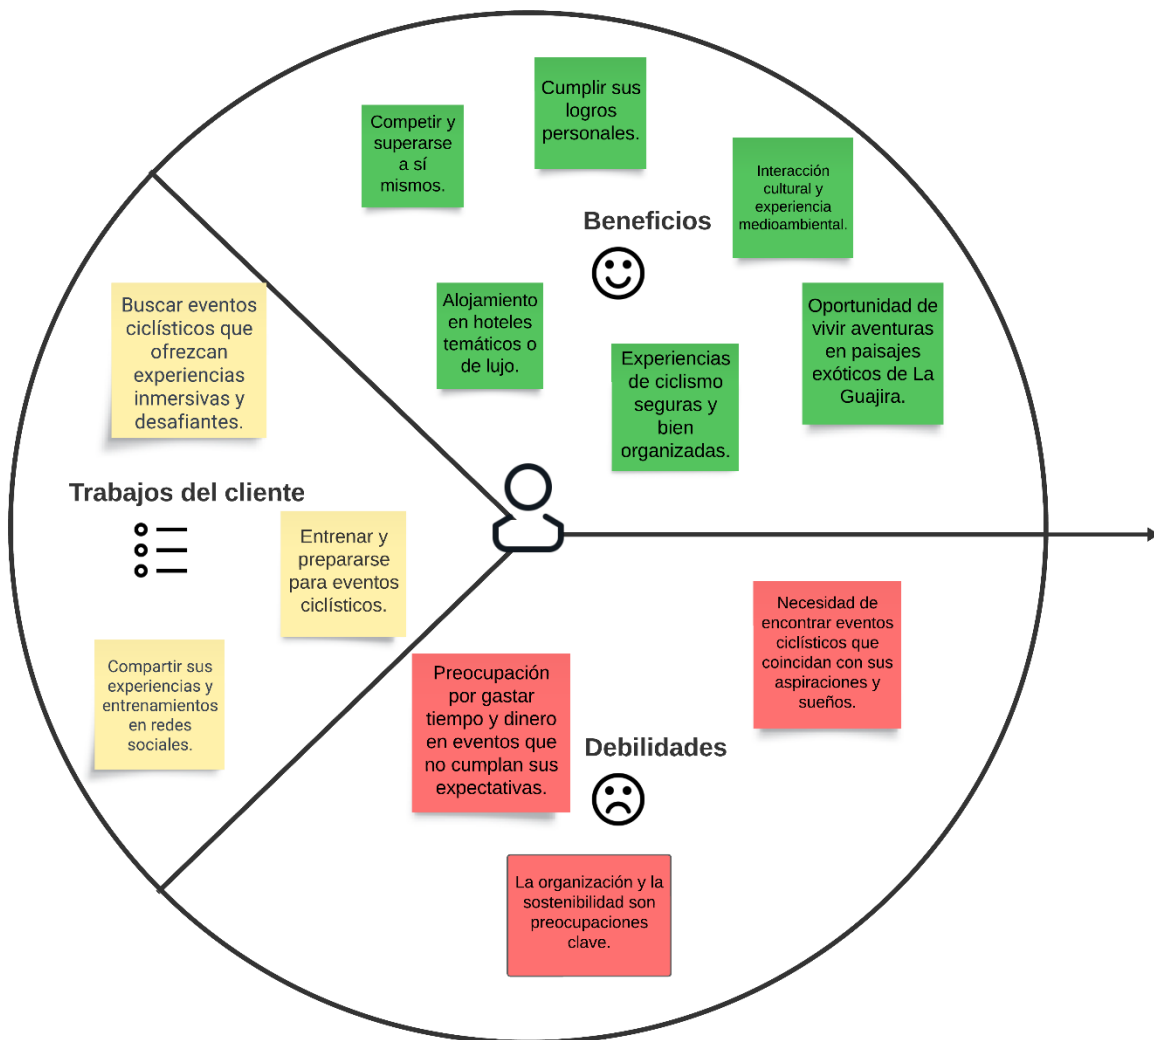 Cumplir sus
logros
personales.
Competir y
superarse
a sí
mismos.
Interacción
cultural y
experiencia
medioambiental.
Beneficios
Alojamiento
en hoteles
temáticos o
de lujo.
Oportunidad de
vivir aventuras
en paisajes
exóticos de La
Guajira.
Experiencias
de ciclismo
seguras y
bien
organizadas.
Buscar eventos
ciclísticos que
ofrezcan
experiencias
inmersivas y
desafiantes.
Trabajos del cliente
Entrenar y
prepararse
para eventos
ciclísticos.
Compartir sus
experiencias y
entrenamientos
en redes
sociales.
Necesidad de
encontrar eventos
ciclísticos que
coincidan con sus
aspiraciones y
sueños.
Preocupación
por gastar
tiempo y dinero
en eventos que
no cumplan sus
expectativas.
Debilidades
La organización y la
sostenibilidad son
preocupaciones
clave.